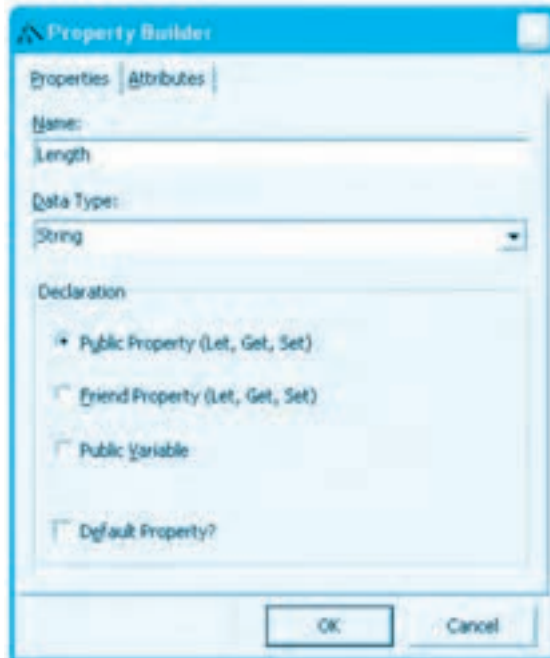 Property Builder
Properties Attributes
Name:
Length
Data Type:
String
Declaration
Public Property (Let, Get, Set)
Friend Property (Let, Get, Set)
Public Variable
Default Property?
OK Cancel